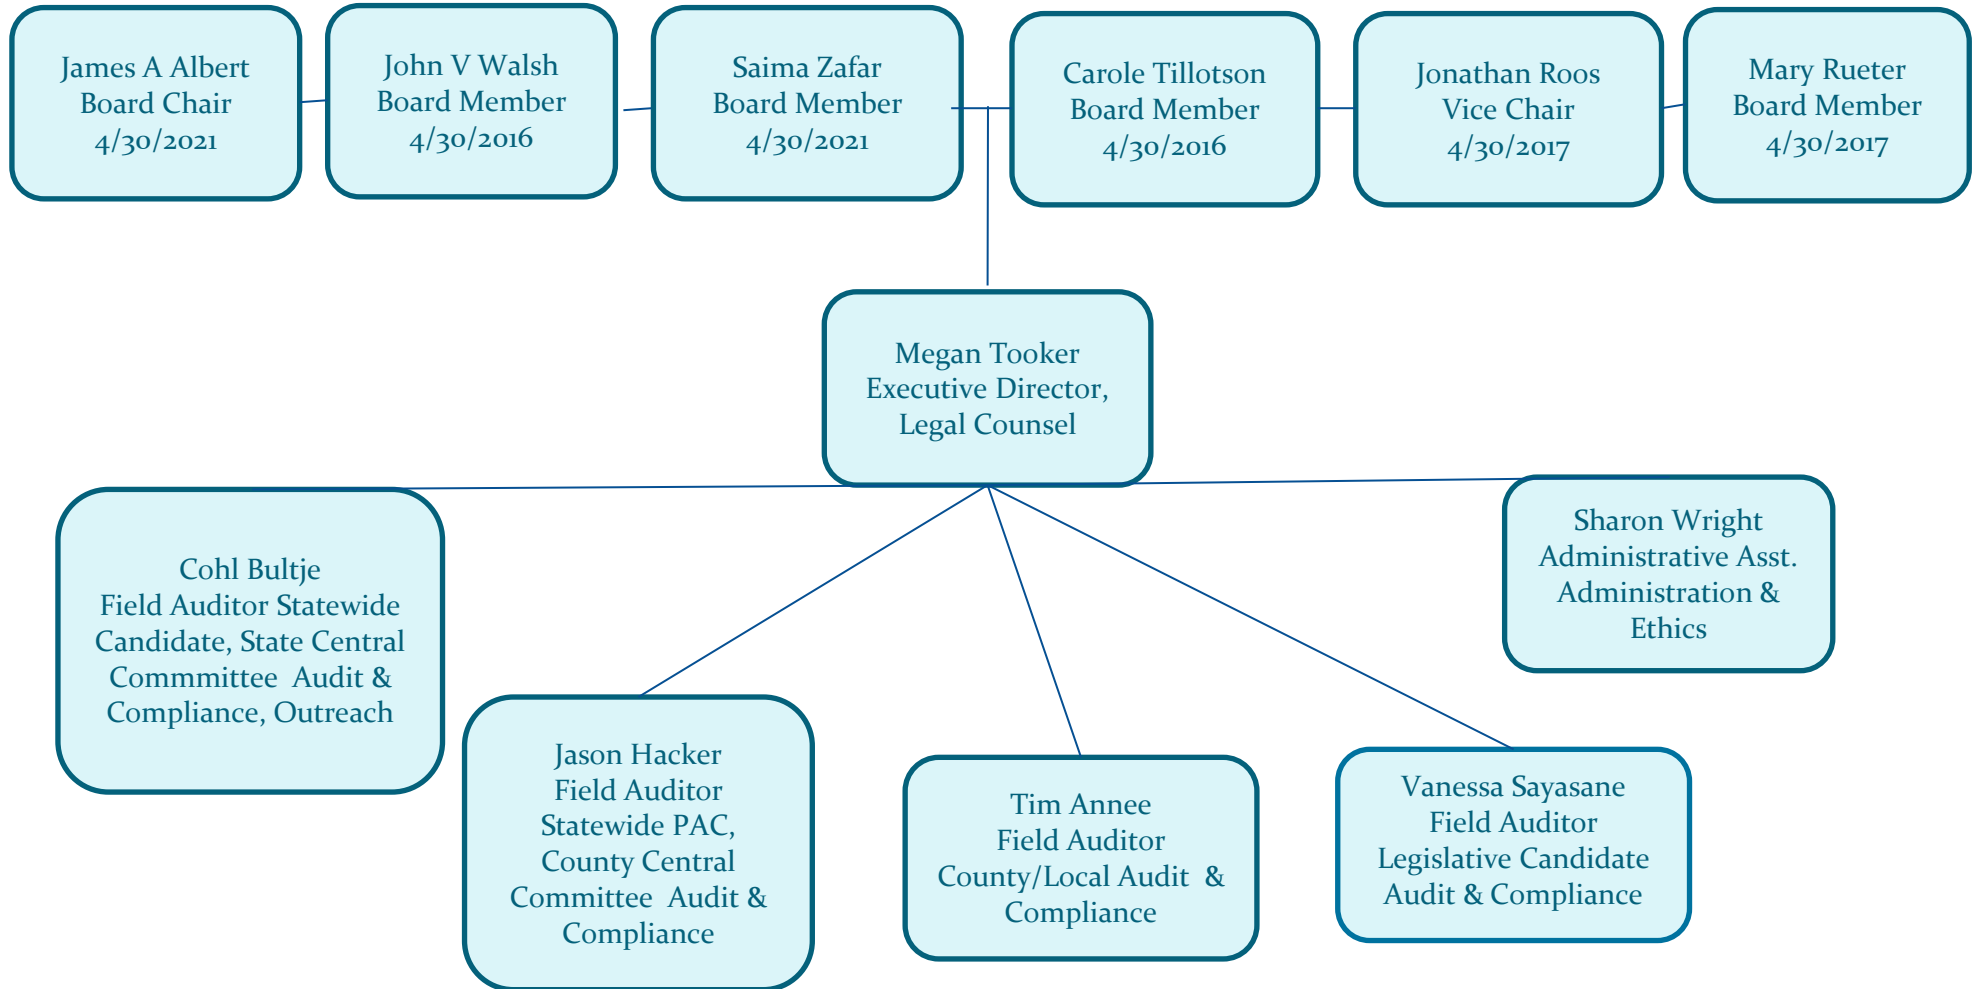 James A Albert
Board Chair
4/30/2021
John V Walsh
Board Member
4/30/2016
Saima Zafar
Board Member
4/30/2021
Carole Tillotson
Board Member
4/30/2016
Jonathan Roos
Vice Chair
4/30/2017
Mary Rueter
Board Member
4/30/2017
Megan Tooker
Executive Director,
Legal Counsel
Cohl Bultje
Field Auditor Statewide
Candidate, State Central
Commmittee  Audit &
Compliance, Outreach
Jason Hacker
Field Auditor
Statewide PAC,
County Central
Committee  Audit &
Compliance
Tim Annee
Field Auditor
County/Local Audit  &
Compliance
Vanessa Sayasane
Field Auditor
Legislative Candidate
Audit & Compliance
Sharon Wright
Administrative Asst.
Administration &
Ethics